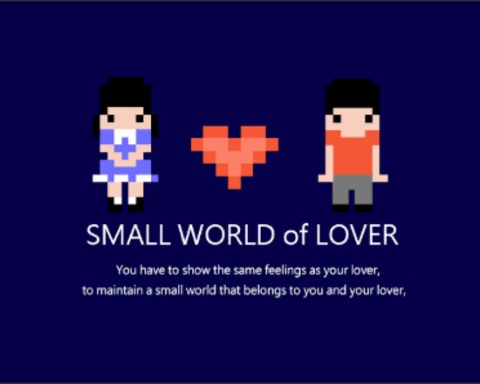 SMALL WORLD of LOVER
You have to show the same feelings as your lover,
to maintain a small world that belongs to you and your lover,